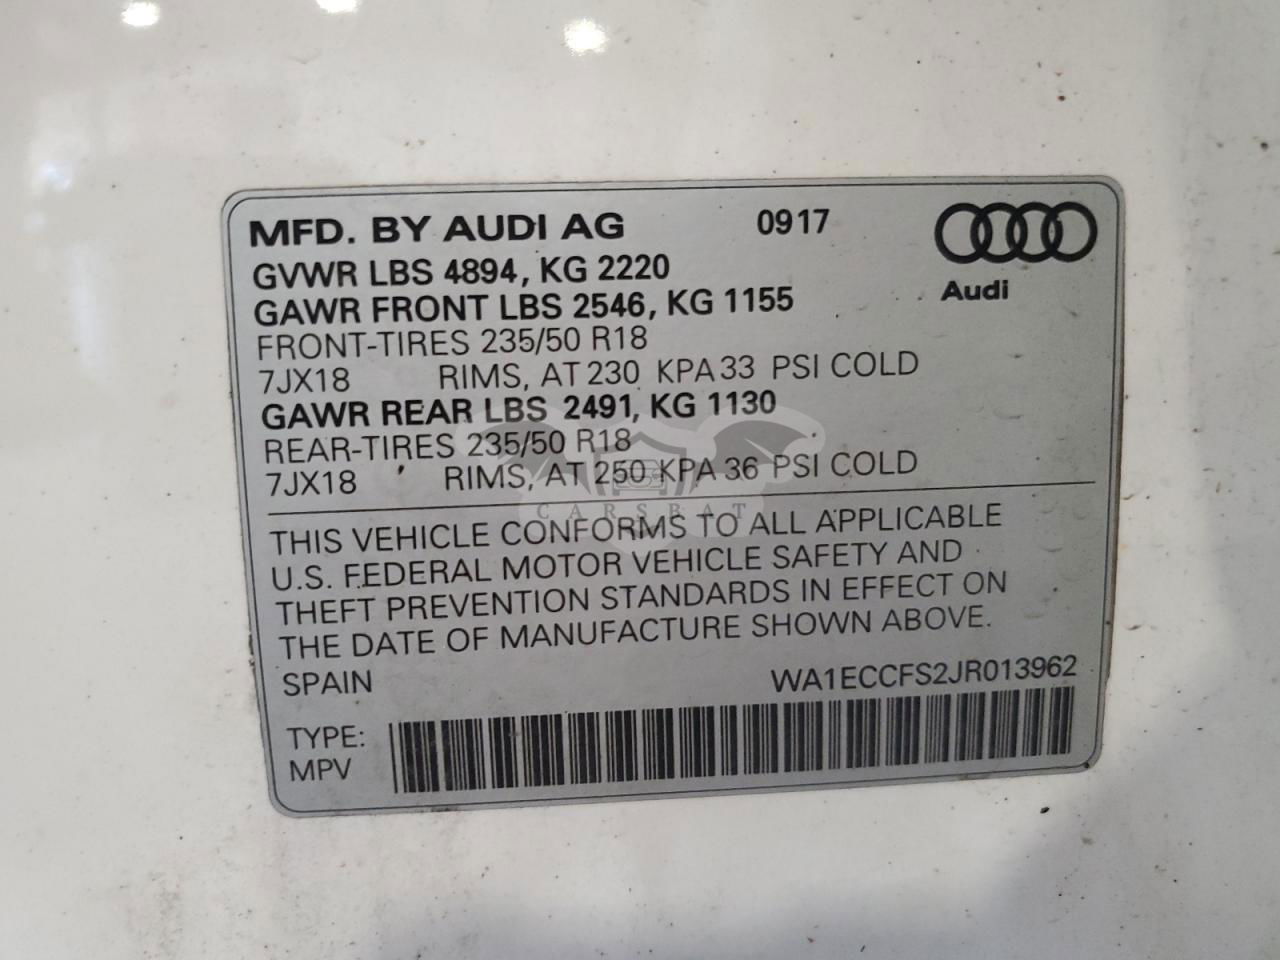 MFD. BY AUDI AG 0917
Audi
GVWR LBS 4894, KG 2220
GAWR FRONT LBS 2546, KG 1155
FRONT-TIRES 235/50 R18
7JX18 RIMS, AT 230 KPA 33 PSI COLD
GAWR REAR LBS 2491, KG 1130
REAR-TIRES 235/50 R18
7JX18 RIMS, AT 250 KPA 36 PSI COLD
CARSBAT
THIS VEHICLE CONFORMS TO ALL APPLICABLE
U.S. FEDERAL MOTOR VEHICLE SAFETY AND
THEFT PREVENTION STANDARDS IN EFFECT ON
THE DATE OF MANUFACTURE SHOWN ABOVE.
SPAIN WA1ECCFS2JR013962
TYPE:
MPV